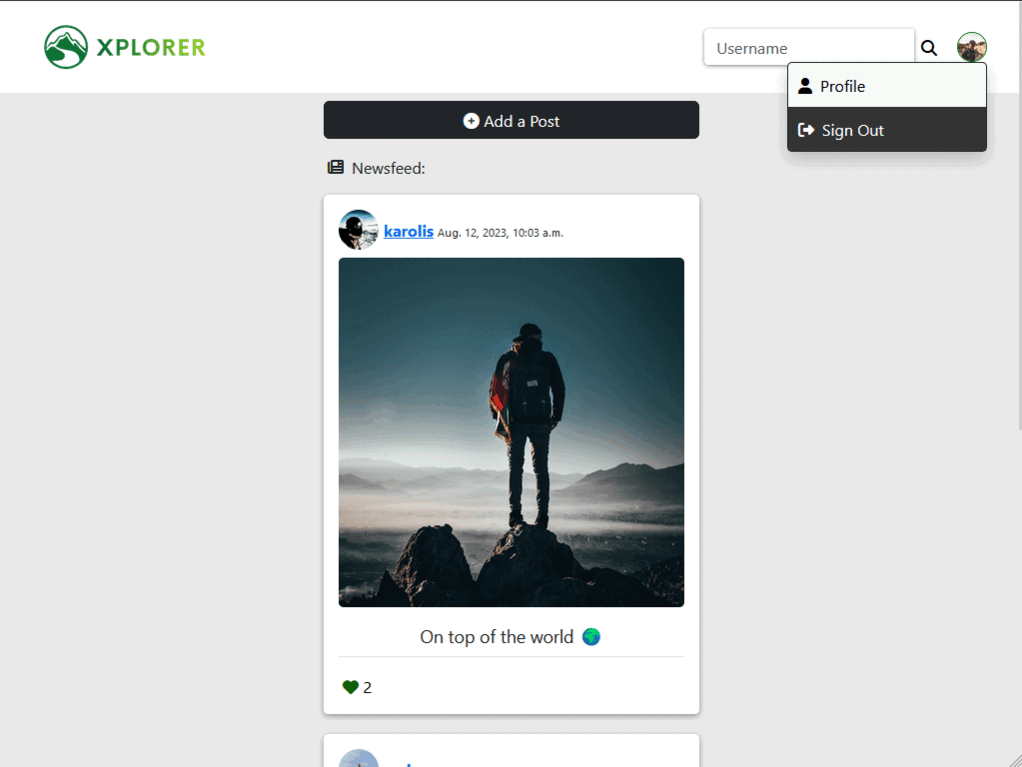 XPLORER
Username
Profile
Sign Out
Add a Post
Newsfeed:
karolis Aug. 12, 2023, 10:03 a.m.
On top of the world 🌍
2